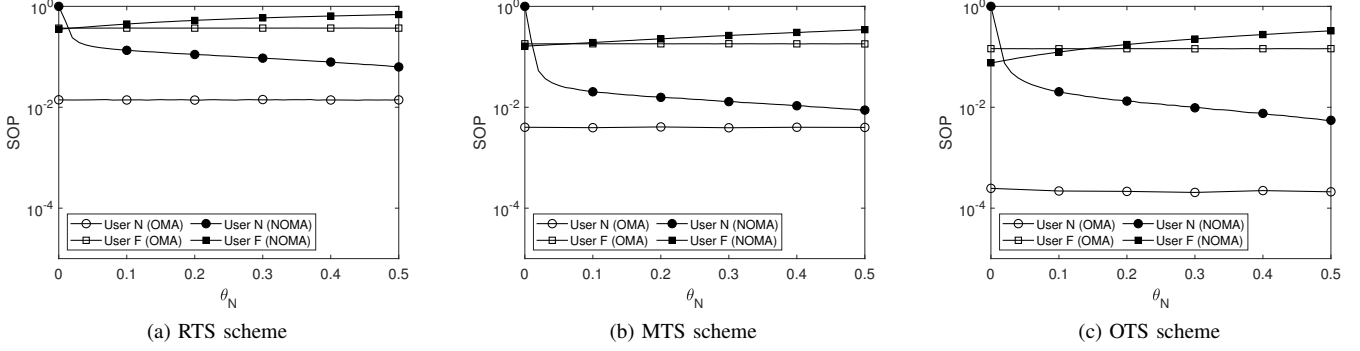 10^0
10^-2
10^-4
SOP
User N (OMA)
User N (NOMA)
User F (OMA)
User F (NOMA)
0 0.1 0.2 0.3 0.4 0.5
θ_N
(a) RTS scheme
10^0
10^-2
10^-4
SOP
User N (OMA)
User N (NOMA)
User F (OMA)
User F (NOMA)
0 0.1 0.2 0.3 0.4 0.5
θ_N
(b) MTS scheme
10^0
10^-2
10^-4
SOP
User N (OMA)
User N (NOMA)
User F (OMA)
User F (NOMA)
0 0.1 0.2 0.3 0.4 0.5
θ_N
(c) OTS scheme